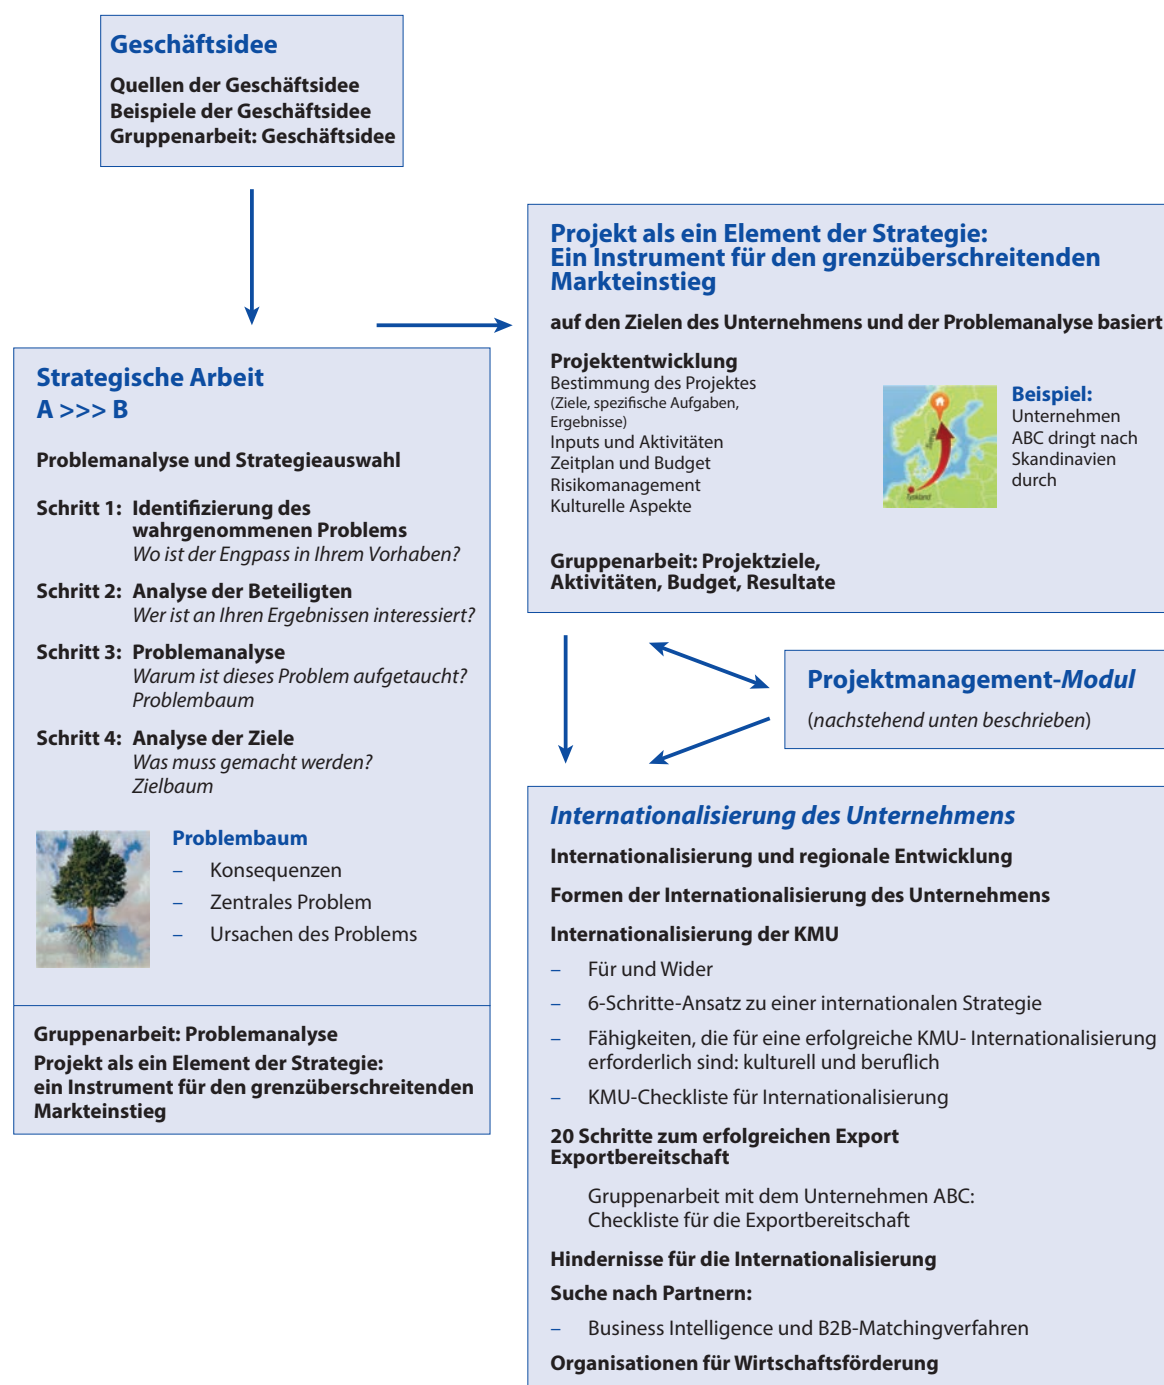 Geschäftsidee
Quellen der Geschäftsidee
Beispiele der Geschäftsidee
Gruppenarbeit: Geschäftsidee
Strategische Arbeit
A >>> B
Problemanalyse und Strategieauswahl
Schritt 1: Identifizierung des
wahrgenommenen Problems
Wo ist der Engpass in Ihrem Vorhaben?
Schritt 2: Analyse der Beteiligten
Wer ist an Ihren Ergebnissen interessiert?
Schritt 3: Problemanalyse
Warum ist dieses Problem aufgetaucht?
Problembaum
Schritt 4: Analyse der Ziele
Was muss gemacht werden?
Zielbaum
Problembaum
– Konsequenzen
– Zentrales Problem
– Ursachen des Problems
Gruppenarbeit: Problemanalyse
Projekt als ein Element der Strategie:
ein Instrument für den grenzüberschreitenden
Markteinstieg
Projekt als ein Element der Strategie:
Ein Instrument für den grenzüberschreitenden
Markteinstieg
auf den Zielen des Unternehmens und der Problemanalyse basiert
Projektentwicklung
Bestimmung des Projektes
(Ziele, spezifische Aufgaben,
Ergebnisse)
Inputs und Aktivitäten
Zeitplan und Budget
Risikomanagement
Kulturelle Aspekte
Tyskland
Beispiel:
Unternehmen
ABC dringt nach
Skandinavien
durch
Gruppenarbeit: Projektziele,
Aktivitäten, Budget, Resultate
Projektmanagement-Modul
(nachstehend unten beschrieben)
Internationalisierung des Unternehmens
Internationalisierung und regionale Entwicklung
Formen der Internationalisierung des Unternehmens
Internationalisierung der KMU
– Für und Wider
– 6-Schritte-Ansatz zu einer internationalen Strategie
– Fähigkeiten, die für eine erfolgreiche KMU- Internationalisierung
erforderlich sind: kulturell und beruflich
– KMU-Checkliste für Internationalisierung
20 Schritte zum erfolgreichen Export
Exportbereitschaft
Gruppenarbeit mit dem Unternehmen ABC:
Checkliste für die Exportbereitschaft
Hindernisse für die Internationalisierung
Suche nach Partnern:
– Business Intelligence und B2B-Matchingverfahren
Organisationen für Wirtschaftsförderung